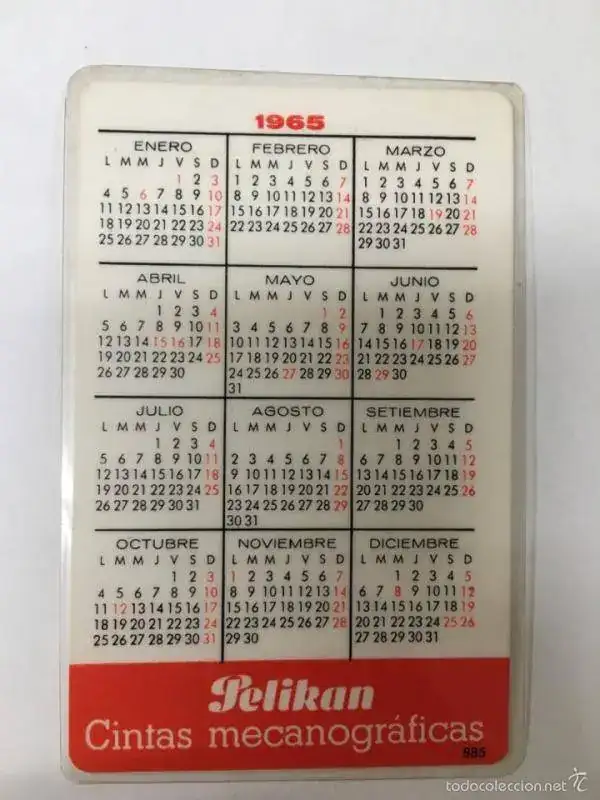 1965
ENERO
L M M J V S D
1 2 3
4 5 6 7 8 9 10
11 12 13 14 15 16 17
18 19 20 21 22 23 24
25 26 27 28 29 30 31
FEBRERO
L M M J V S D
1 2 3 4 5 6 7
8 9 10 11 12 13 14
15 16 17 18 19 20 21
22 23 24 25 26 27 28
MARZO
L M M J V S D
1 2 3 4 5 6 7
8 9 10 11 12 13 14
15 16 17 18 19 20 21
22 23 24 25 26 27 28
29 30 31
ABRIL
L M M J V S D
1 2 3 4
5 6 7 8 9 10 11
12 13 14 15 16 17 18
19 20 21 22 23 24 25
26 27 28 29 30
MAYO
L M M J V S D
1 2
3 4 5 6 7 8 9
10 11 12 13 14 15 16
17 18 19 20 21 22 23
24 25 26 27 28 29 30
31
JUNIO
L M M J V S D
1 2 3 4 5 6
7 8 9 10 11 12 13
14 15 16 17 18 19 20
21 22 23 24 25 26 27
28 29 30
JULIO
L M M J V S D
1 2 3 4
5 6 7 8 9 10 11
12 13 14 15 16 17 18
19 20 21 22 23 24 25
26 27 28 29 30 31
AGOSTO
L M M J V S D
1
2 3 4 5 6 7 8
9 10 11 12 13 14 15
16 17 18 19 20 21 22
23 24 25 26 27 28 29
30 31
SETIEMBRE
L M M J V S D
1 2 3 4 5
6 7 8 9 10 11 12
13 14 15 16 17 18 19
20 21 22 23 24 25 26
27 28 29 30
OCTUBRE
L M M J V S D
1 2 3
4 5 6 7 8 9 10
11 12 13 14 15 16 17
18 19 20 21 22 23 24
25 26 27 28 29 30 31
NOVIEMBRE
L M M J V S D
1 2 3 4 5 6 7
8 9 10 11 12 13 14
15 16 17 18 19 20 21
22 23 24 25 26 27 28
29 30
DICIEMBRE
L M M J V S D
1 2 3 4 5
6 7 8 9 10 11 12
13 14 15 16 17 18 19
20 21 22 23 24 25 26
27 28 29 30 31
Pelikan
Cintas mecanográficas
985
todocoleccion.net